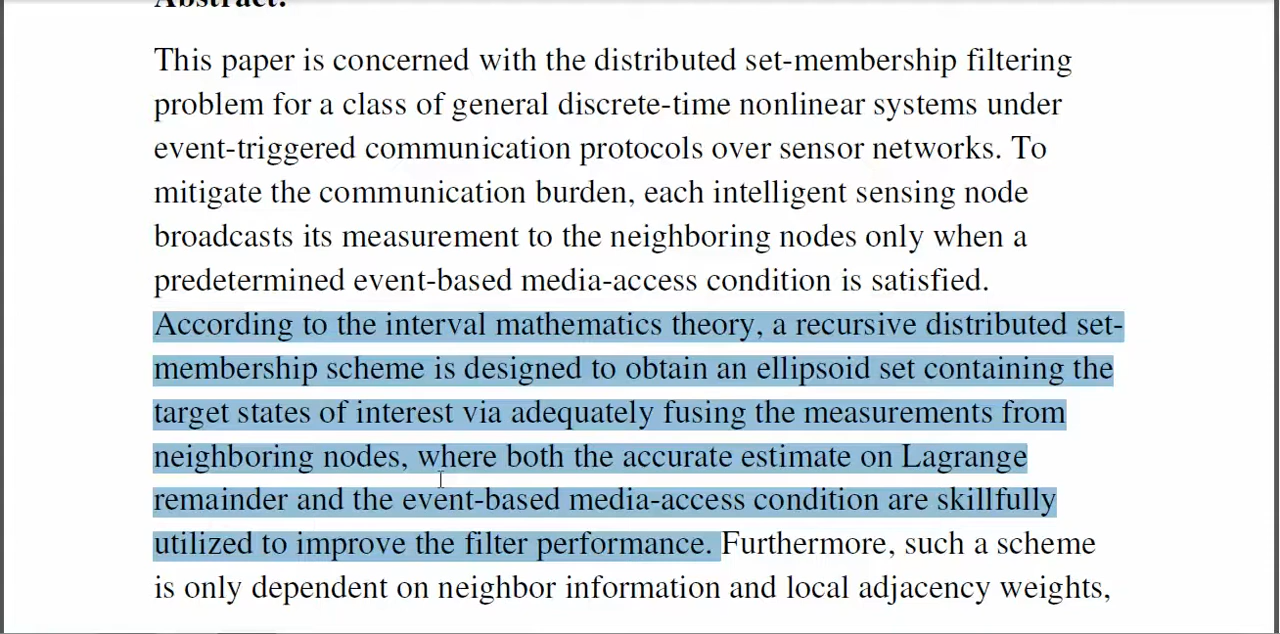 Abstract:
This paper is concerned with the distributed set-membership filtering
problem for a class of general discrete-time nonlinear systems under
event-triggered communication protocols over sensor networks. To
mitigate the communication burden, each intelligent sensing node
broadcasts its measurement to the neighboring nodes only when a
predetermined event-based media-access condition is satisfied.
According to the interval mathematics theory, a recursive distributed set-
membership scheme is designed to obtain an ellipsoid set containing the
target states of interest via adequately fusing the measurements from
neighboring nodes, where both the accurate estimate on Lagrange
remainder and the event-based media-access condition are skillfully
utilized to improve the filter performance. Furthermore, such a scheme
is only dependent on neighbor information and local adjacency weights,